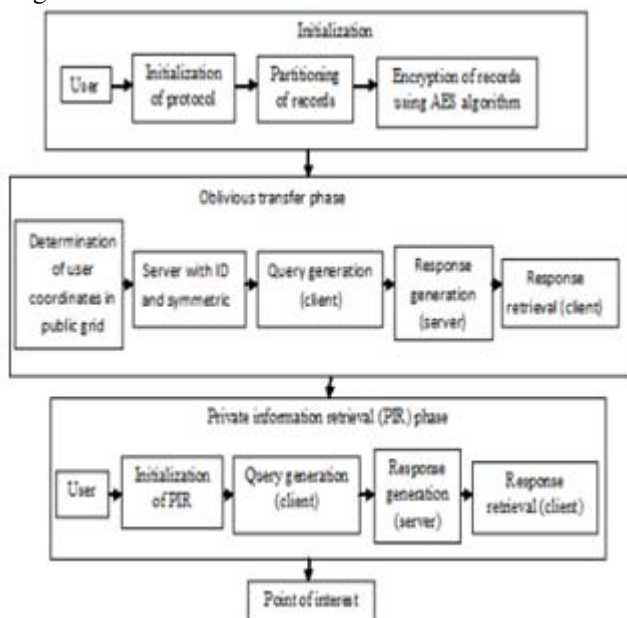 Initialization
User
Initialization
of protocol
Partitioning
of records
Encryption of records
using AES algorithm
Oblivious transfer phase
Determination
of user
coordinates in
public grid
Server with ID
and symmetric
Query generation
(client)
Response
generation
(server)
Response
retrieval (client)
Private information retrieval (PIR) phase
User
Initialization
of PIR
Query generation
(client)
Response
generation
(server)
Response
retrieval (client)
Point of interest